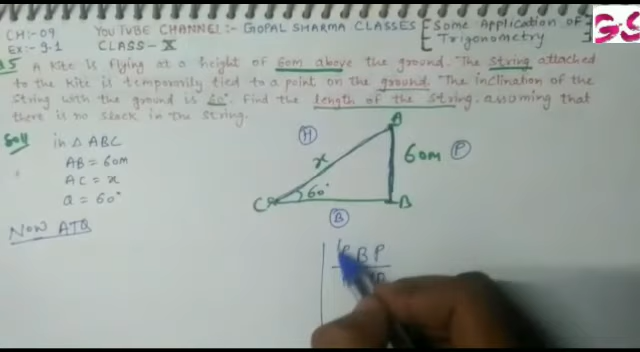 CH:- 09 YOUTUBE CHANNEL:- GOPAL SHARMA CLASSES [Some Application of
Ex:- 9.1 CLASS - X Trigonometry]
GS
5 A Kite is flying at a height of 60m above the ground. The string attached
to the kite is temporarily tied to a point on the ground. The inclination of the
string with the ground is 60°. Find the length of the string. assuming that
there is no slack in the string.
Soln in △ ABC
AB = 60m
AC = x
a = 60°
NOW ATQ
A
H
x
60m P
60°
C B
B
P B P